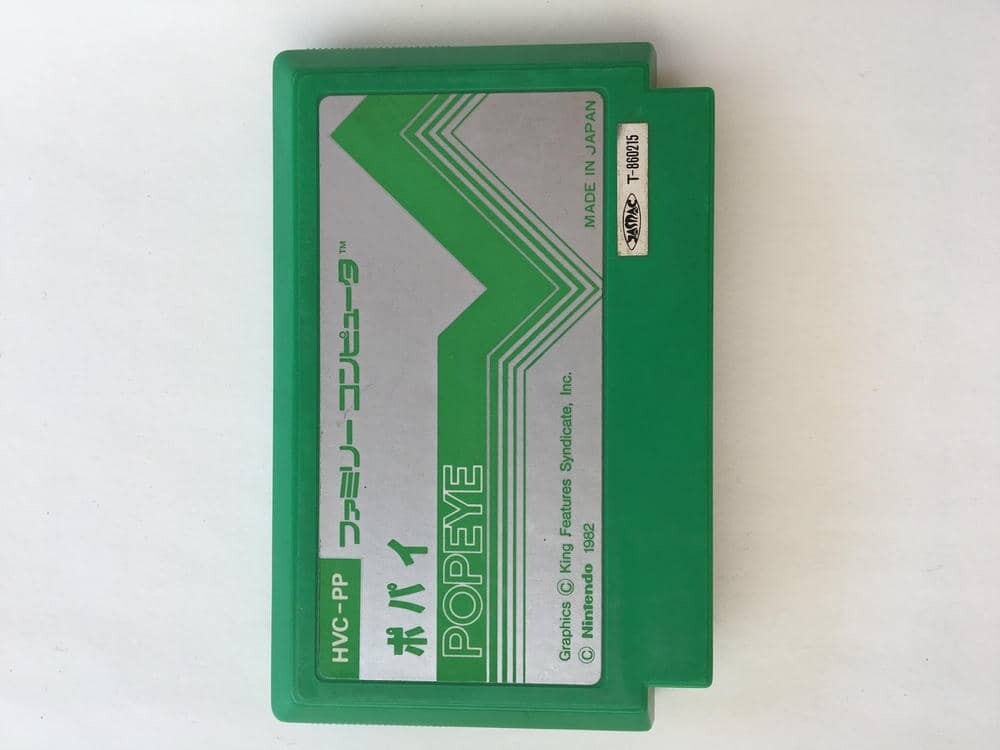 HVC-PP
ファミリー コンピュータ™
ポパイ
POPEYE
Graphics © King Features Syndicate, Inc.
© Nintendo 1982
MADE IN JAPAN
T-860215